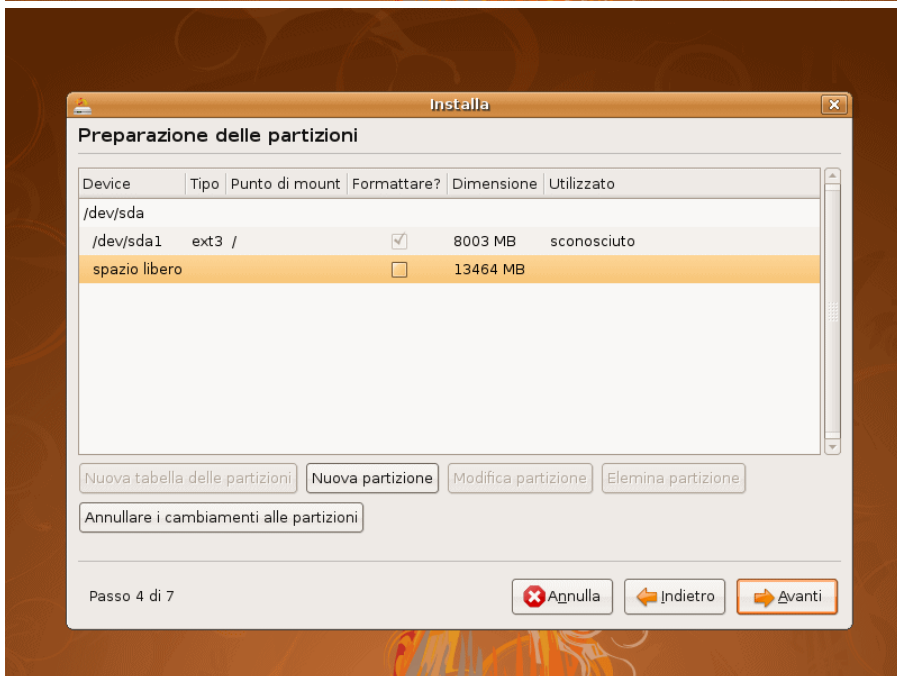 Installa
Preparazione delle partizioni
Device Tipo Punto di mount Formattare? Dimensione Utilizzato
/dev/sda
/dev/sda1 ext3 / 8003 MB sconosciuto
spazio libero 13464 MB
Nuova tabella delle partizioni Nuova partizione Modifica partizione Elemina partizione
Annullare i cambiamenti alle partizioni
Passo 4 di 7 Annulla Indietro Avanti